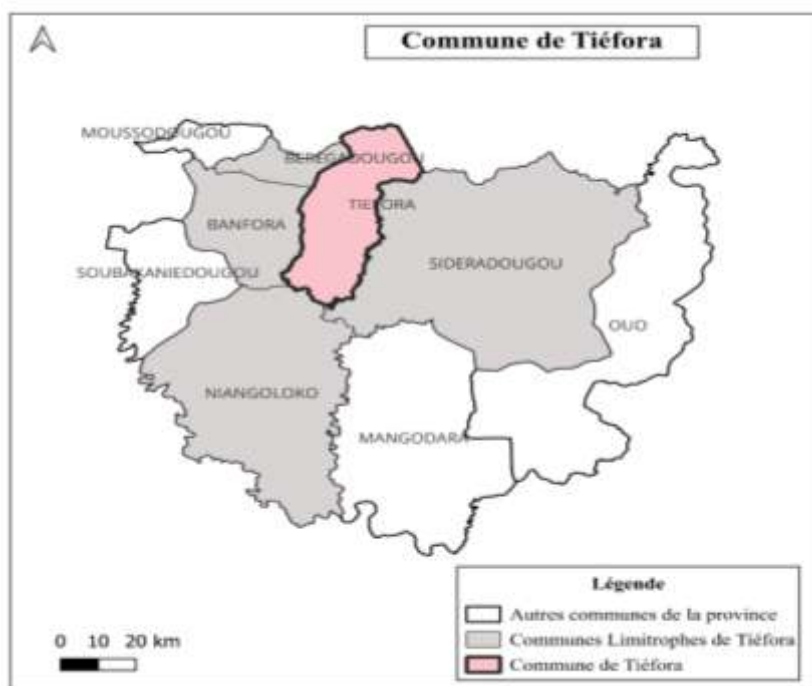 Commune de Tiéfora
MOUSSODOUGOU
BEREGADOUGOU
TIEFORA
BANFORA
SIDERADOUGOU
SOUBAKANIEDOUGOU
OUO
NIANGOLOKO
MANGODARA
Légende
Autres communes de la province
Communes Limitrophes de Tiéfora
Commune de Tiéfora
0 10 20 km